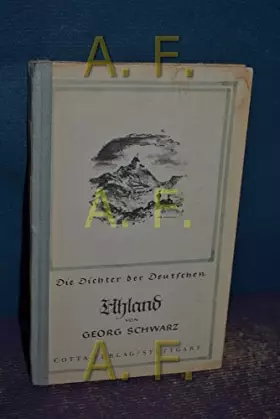 A. F.
A. F.
Die Dichter der Deutschen
Uhland
VON
GEORG SCHWARZ
COTTA VERLAG / STUTTGART
A. F.